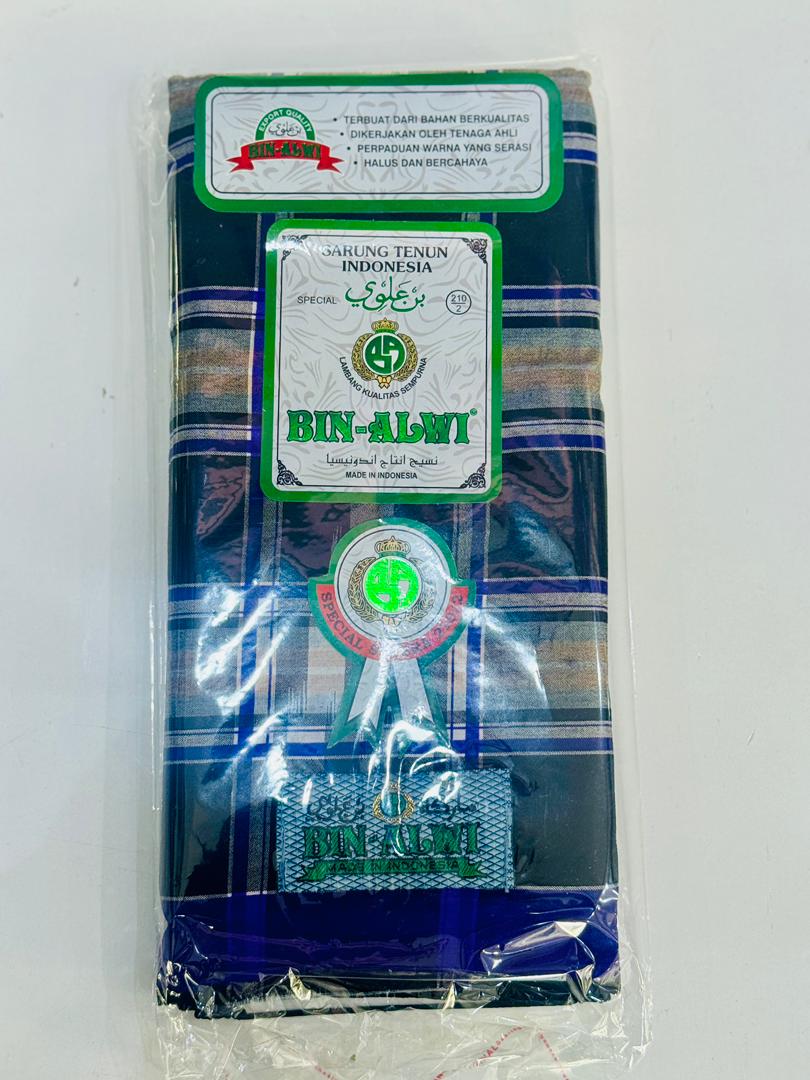 EXPORT QUALITY
بن علوي
BIN-ALWI
• TERBUAT DARI BAHAN BERKUALITAS
• DIKERJAKAN OLEH TENAGA AHLI
• PERPADUAN WARNA YANG SERASI
• HALUS DAN BERCAHAYA
SARUNG TENUN
INDONESIA
SPECIAL بن علوي 210
2
LAMBANG KUALITAS SEMPURNA
BIN-ALWI
نسيج انتاج اندونيسيا
MADE IN INDONESIA
SPECIAL
بن علوي
BIN-ALWI
MADE IN INDONESIA